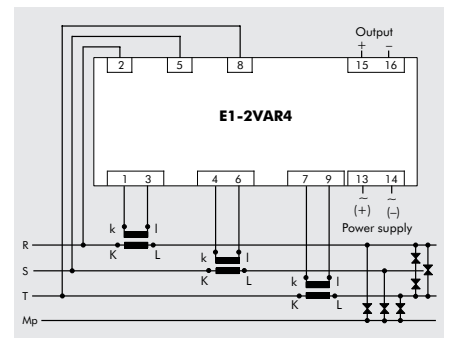 Output
+ −
2 5 8 15 16
E1-2VAR4
1 3 4 6 7 9 13 14
~ ~
(+) (−)
Power supply
k l
R
K L
k l
S
K L
k l
T
K L
Mp